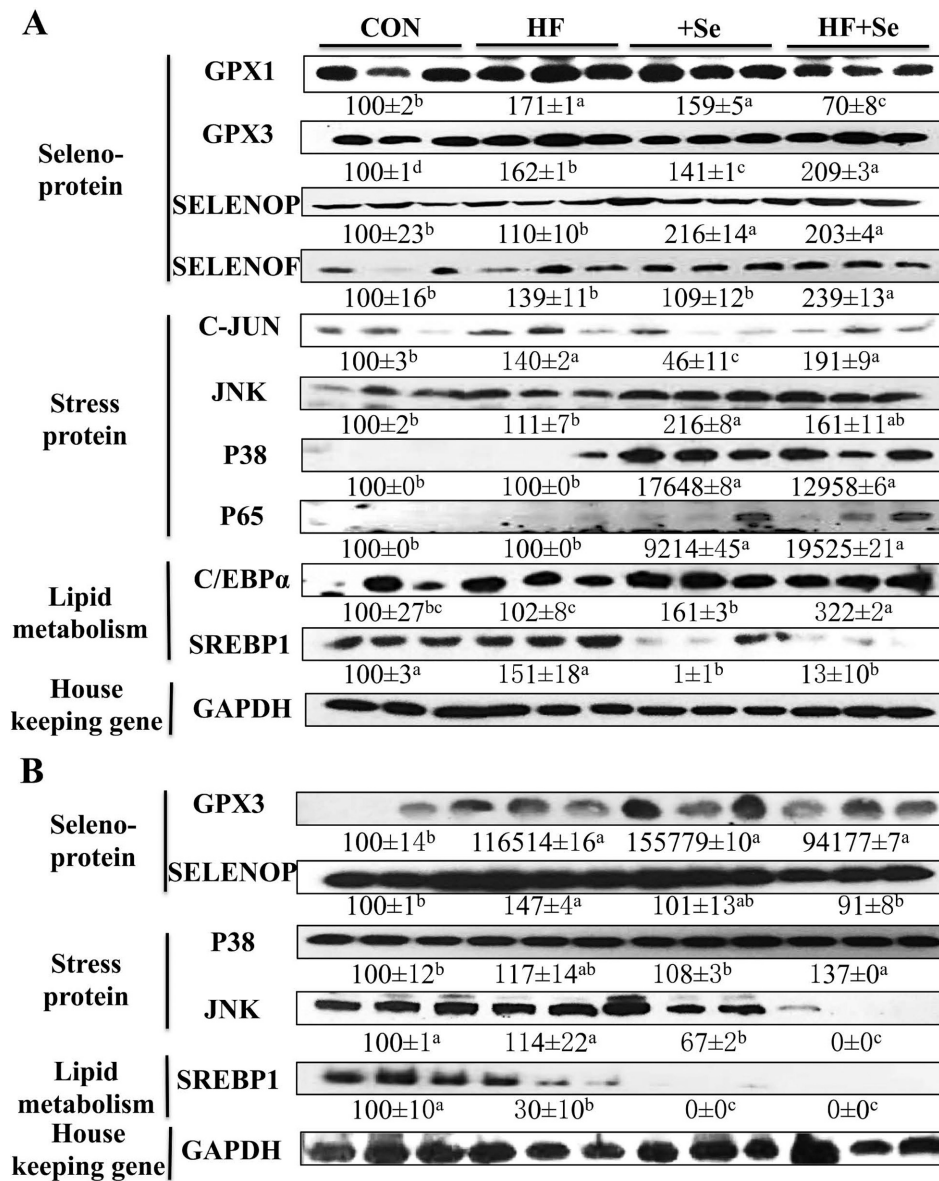 A
CON HF +Se HF+Se
GPX1
100±2ᵇ 171±1ᵃ 159±5ᵃ 70±8ᶜ
GPX3
100±1ᵈ 162±1ᵇ 141±1ᶜ 209±3ᵃ
Seleno-
protein
SELENOP
100±23ᵇ 110±10ᵇ 216±14ᵃ 203±4ᵃ
SELENOF
100±16ᵇ 139±11ᵇ 109±12ᵇ 239±13ᵃ
C-JUN
100±3ᵇ 140±2ᵃ 46±11ᶜ 191±9ᵃ
JNK
100±2ᵇ 111±7ᵇ 216±8ᵃ 161±11ᵃᵇ
Stress
protein
P38
100±0ᵇ 100±0ᵇ 17648±8ᵃ 12958±6ᵃ
P65
100±0ᵇ 100±0ᵇ 9214±45ᵃ 19525±21ᵃ
C/EBPα
100±27ᵇᶜ 102±8ᶜ 161±3ᵇ 322±2ᵃ
Lipid
metabolism
SREBP1
100±3ᵃ 151±18ᵃ 1±1ᵇ 13±10ᵇ
House
keeping gene
GAPDH
B
GPX3
100±14ᵇ 116514±16ᵃ 155779±10ᵃ 94177±7ᵃ
Seleno-
protein
SELENOP
100±1ᵇ 147±4ᵃ 101±13ᵃᵇ 91±8ᵇ
P38
100±12ᵇ 117±14ᵃᵇ 108±3ᵇ 137±0ᵃ
Stress
protein
JNK
100±1ᵃ 114±22ᵃ 67±2ᵇ 0±0ᶜ
Lipid
metabolism
SREBP1
100±10ᵃ 30±10ᵇ 0±0ᶜ 0±0ᶜ
House
keeping gene
GAPDH